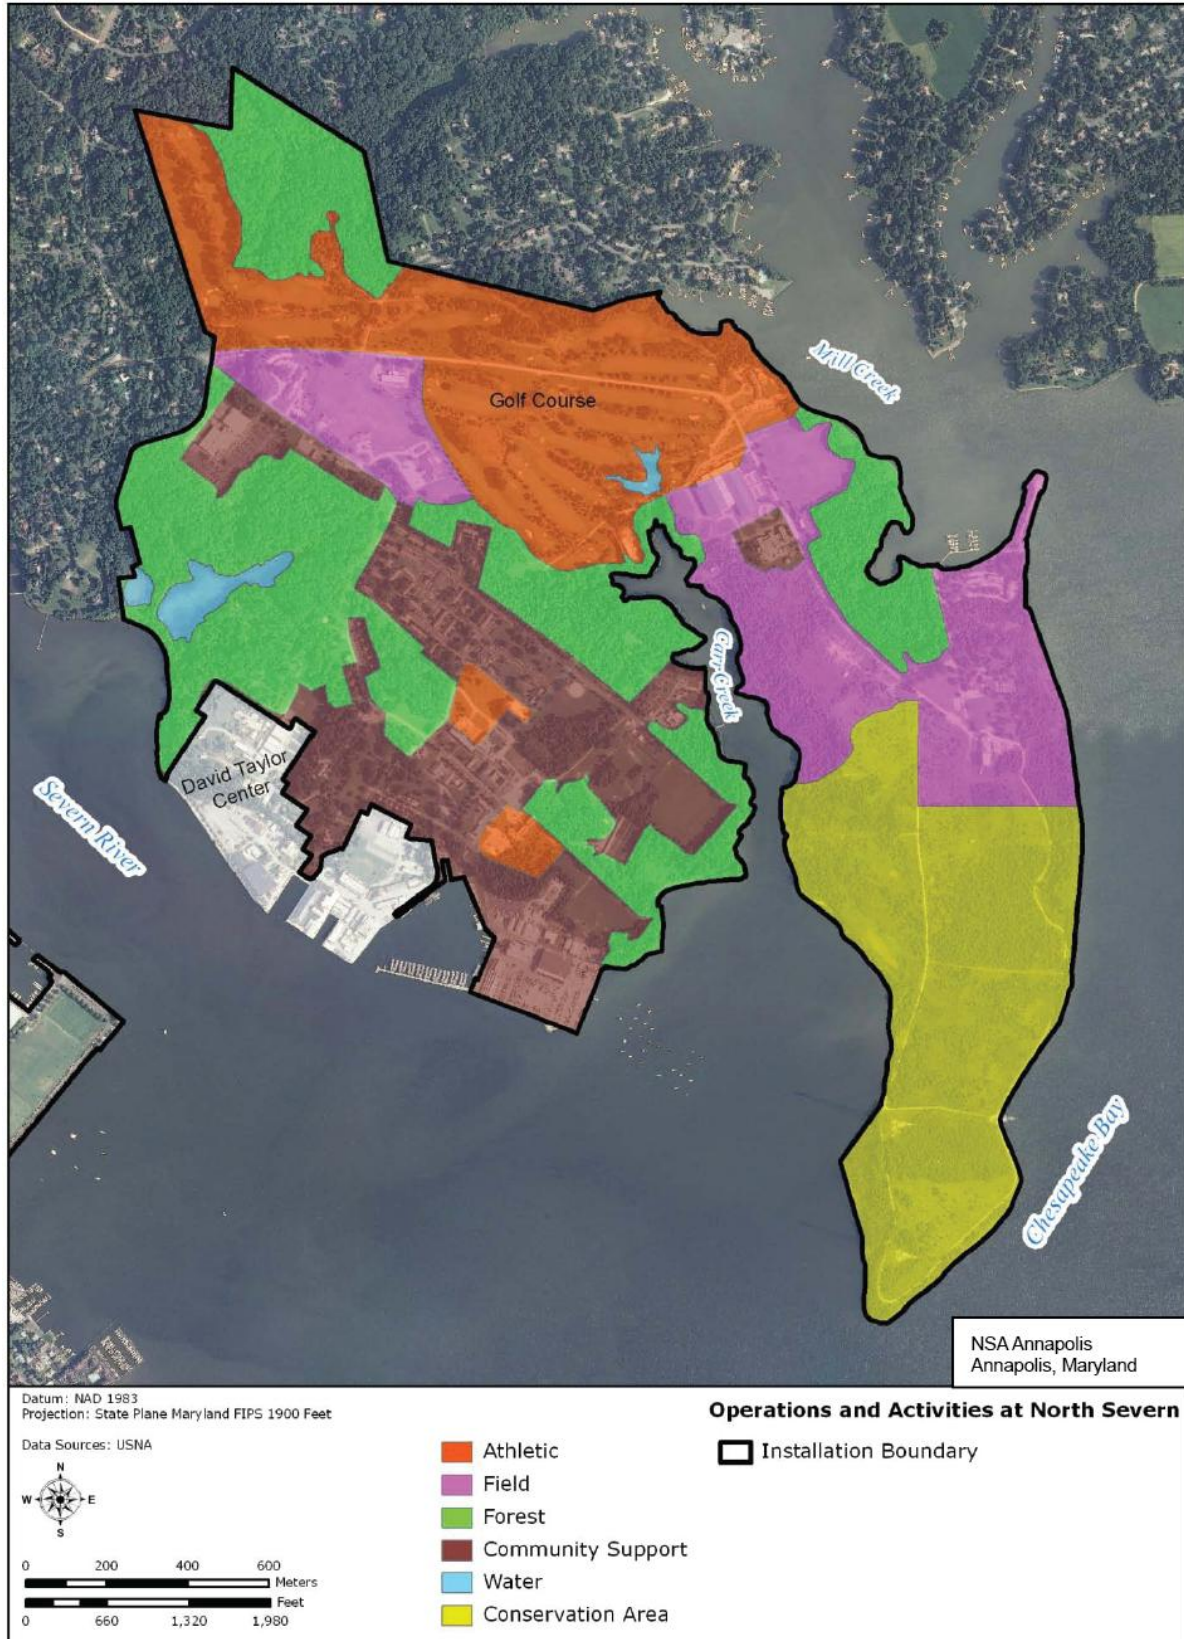 Mill Creek
Golf Course
Carr Creek
David Taylor
Center
Severn River
Chesapeake Bay
NSA Annapolis
Annapolis, Maryland
Datum: NAD 1983
Projection: State Plane Maryland FIPS 1900 Feet
Data Sources: USNA
N
W E
S
0 200 400 600
Meters
Feet
0 660 1,320 1,980
Operations and Activities at North Severn
Athletic
Field
Forest
Community Support
Water
Conservation Area
Installation Boundary